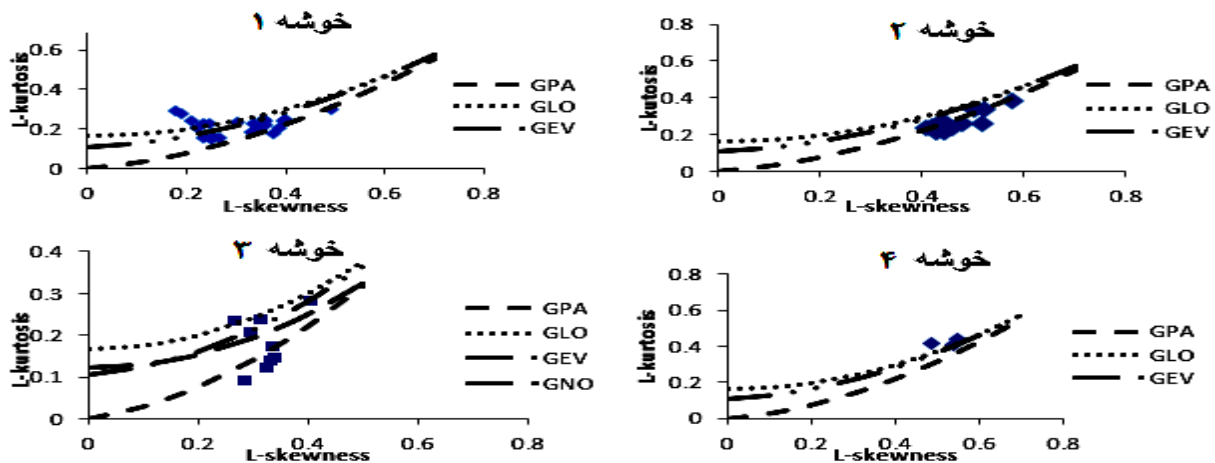 خوشه ۱
L-kurtosis
0.6
0.4
0.2
0
0 0.2 0.4 0.6 0.8
L-skewness
GPA
GLO
GEV
خوشه ۲
L-kutosis
0.8
0.6
0.4
0.2
0
0 0.2 0.4 0.6 0.8
L-skewness
GPA
GLO
GEV
خوشه ۳
L-kurtosis
0.4
0.3
0.2
0.1
0
0 0.2 0.4 0.6
L-skewness
GPA
GLO
GEV
GNO
خوشه ۴
L-kurtosis
0.8
0.6
0.4
0.2
0
0 0.2 0.4 0.6 0.8
L-skewness
GPA
GLO
GEV